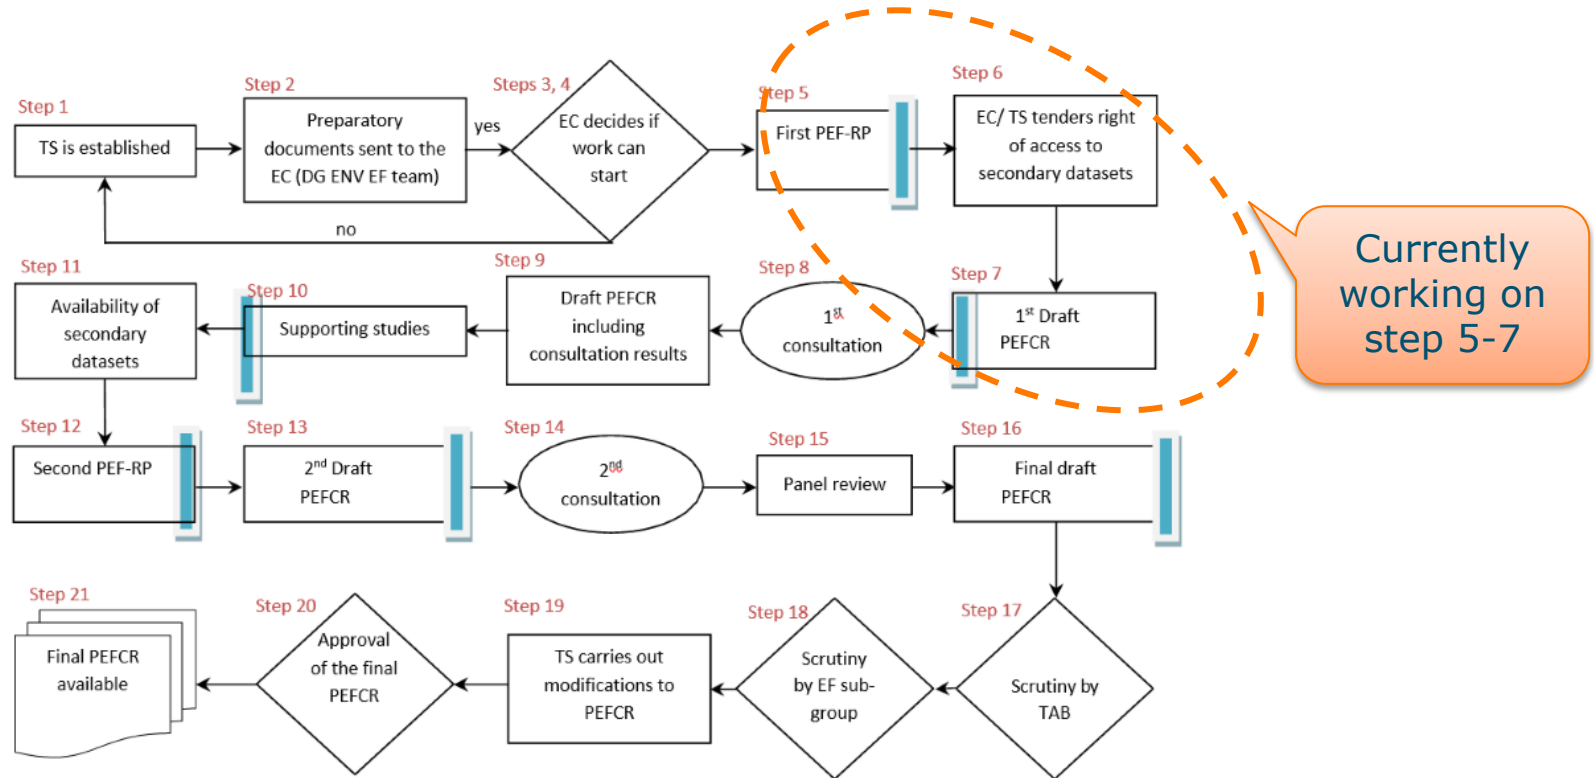 Step 1
TS is established
Step 2
Preparatory
documents sent to the
EC (DG ENV EF team)
yes
Steps 3, 4
EC decides if
work can
start
no
Step 5
First PEF-RP
Step 6
EC/ TS tenders right
of access to
secondary datasets
Currently
working on
step 5-7
Step 7
1st Draft
PEFCR
Step 8
1st
consultation
Step 9
Draft PEFCR
including
consultation results
Step 10
Supporting studies
Step 11
Availability of
secondary
datasets
Step 12
Second PEF-RP
Step 13
2nd Draft
PEFCR
Step 14
2nd
consultation
Step 15
Panel review
Step 16
Final draft
PEFCR
Step 17
Scrutiny by
TAB
Step 18
Scrutiny
by EF sub-
group
Step 19
TS carries out
modifications to
PEFCR
Step 20
Approval
of the final
PEFCR
Step 21
Final PEFCR
available